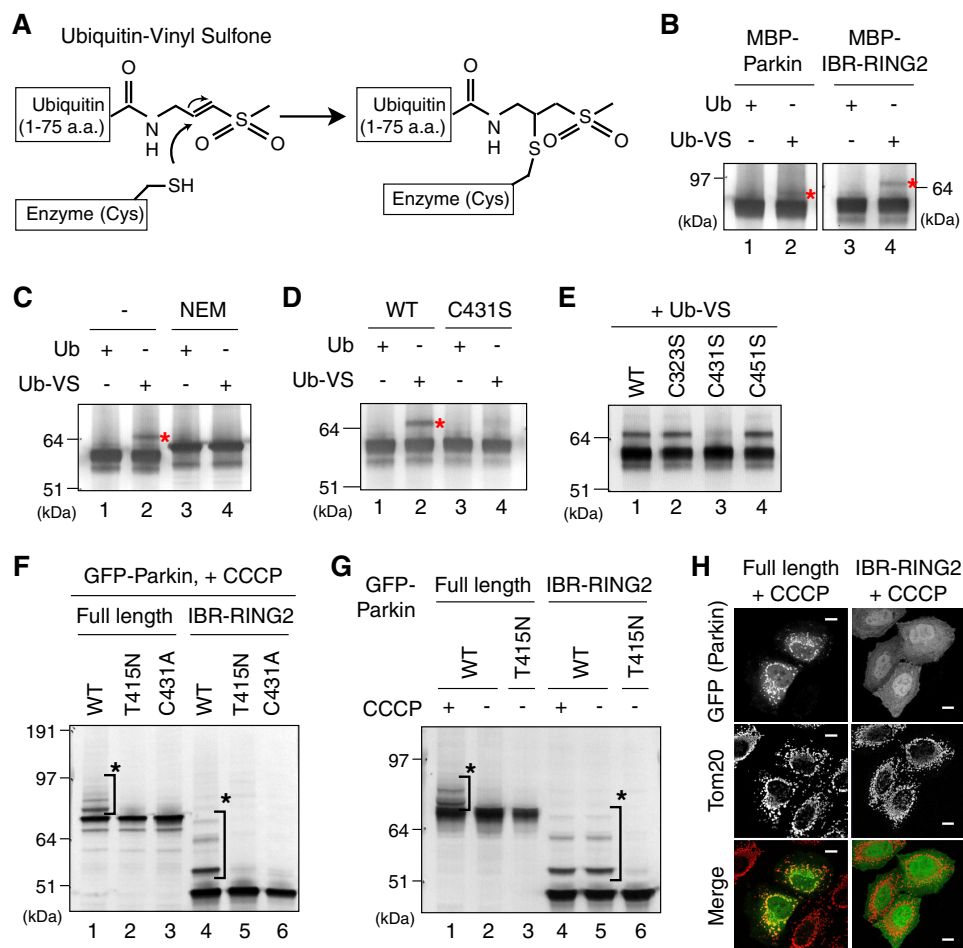 A
Ubiquitin-Vinyl Sulfone
O
Ubiquitin
(1-75 a.a.)
N
H
S
O
O
SH
Enzyme (Cys)
O
Ubiquitin
(1-75 a.a.)
N
H
S
O
O
S
Enzyme (Cys)
B
MBP-
Parkin
MBP-
IBR-RING2
Ub + - + -
Ub-VS - + - +
97
*
*
64
(kDa)
(kDa)
1 2 3 4
C
- NEM
Ub + - + -
Ub-VS - + - +
64
*
51
(kDa)
1 2 3 4
D
WT C431S
Ub + - + -
Ub-VS - + - +
64
*
51
(kDa)
1 2 3 4
E
+ Ub-VS
WT C323S C431S C451S
64
51
(kDa)
1 2 3 4
F
GFP-Parkin, + CCCP
Full length IBR-RING2
WT T415N C431A WT T415N C431A
191
97
*
*
64
51
(kDa)
1 2 3 4 5 6
G
GFP-
Parkin
Full length IBR-RING2
WT T415N WT T415N
CCCP + - - + - -
97
*
*
64
51
(kDa)
1 2 3 4 5 6
H
Full length
+ CCCP
IBR-RING2
+ CCCP
GFP (Parkin)
Tom20
Merge